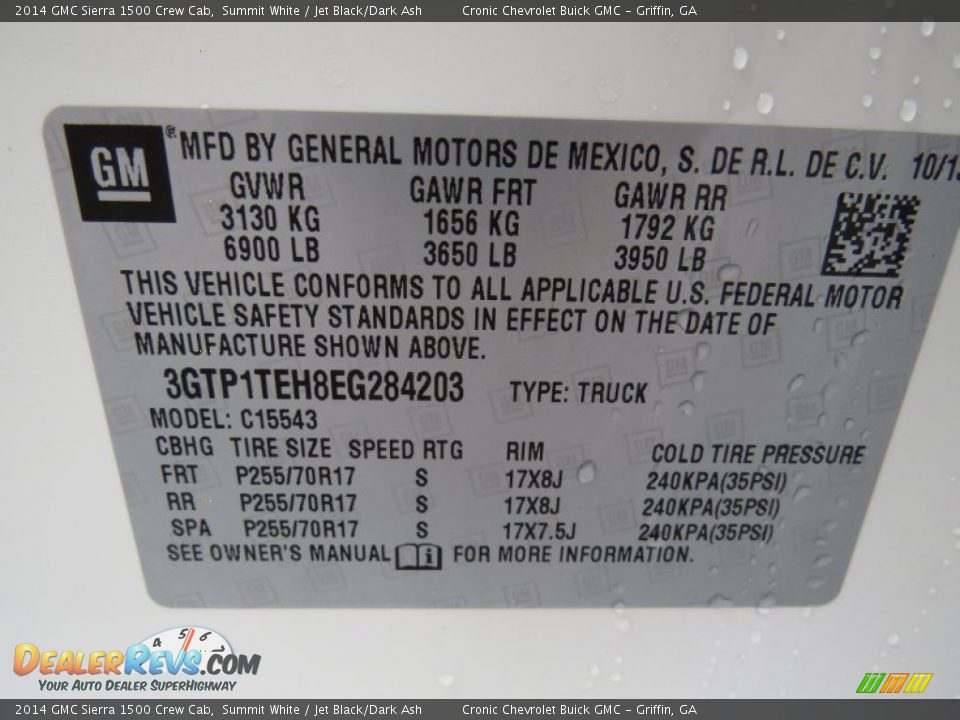 2014 GMC Sierra 1500 Crew Cab, Summit White / Jet Black/Dark Ash Cronic Chevrolet Buick GMC - Griffin, GA
GM ® MFD BY GENERAL MOTORS DE MEXICO, S. DE R.L. DE C.V. 10/13
GVWR GAWR FRT GAWR RR
3130 KG 1656 KG 1792 KG
6900 LB 3650 LB 3950 LB
THIS VEHICLE CONFORMS TO ALL APPLICABLE U.S. FEDERAL MOTOR
VEHICLE SAFETY STANDARDS IN EFFECT ON THE DATE OF
MANUFACTURE SHOWN ABOVE.
3GTP1TEH8EG284203 TYPE: TRUCK
MODEL: C15543
CBHG TIRE SIZE SPEED RTG RIM COLD TIRE PRESSURE
FRT P255/70R17 S 17X8J 240KPA(35PSI)
RR P255/70R17 S 17X8J 240KPA(35PSI)
SPA P255/70R17 S 17X7.5J 240KPA(35PSI)
SEE OWNER'S MANUAL i FOR MORE INFORMATION.
4 5 6
DealerRevs.com
Your Auto Dealer SuperHighway
2014 GMC Sierra 1500 Crew Cab, Summit White / Jet Black/Dark Ash Cronic Chevrolet Buick GMC - Griffin, GA